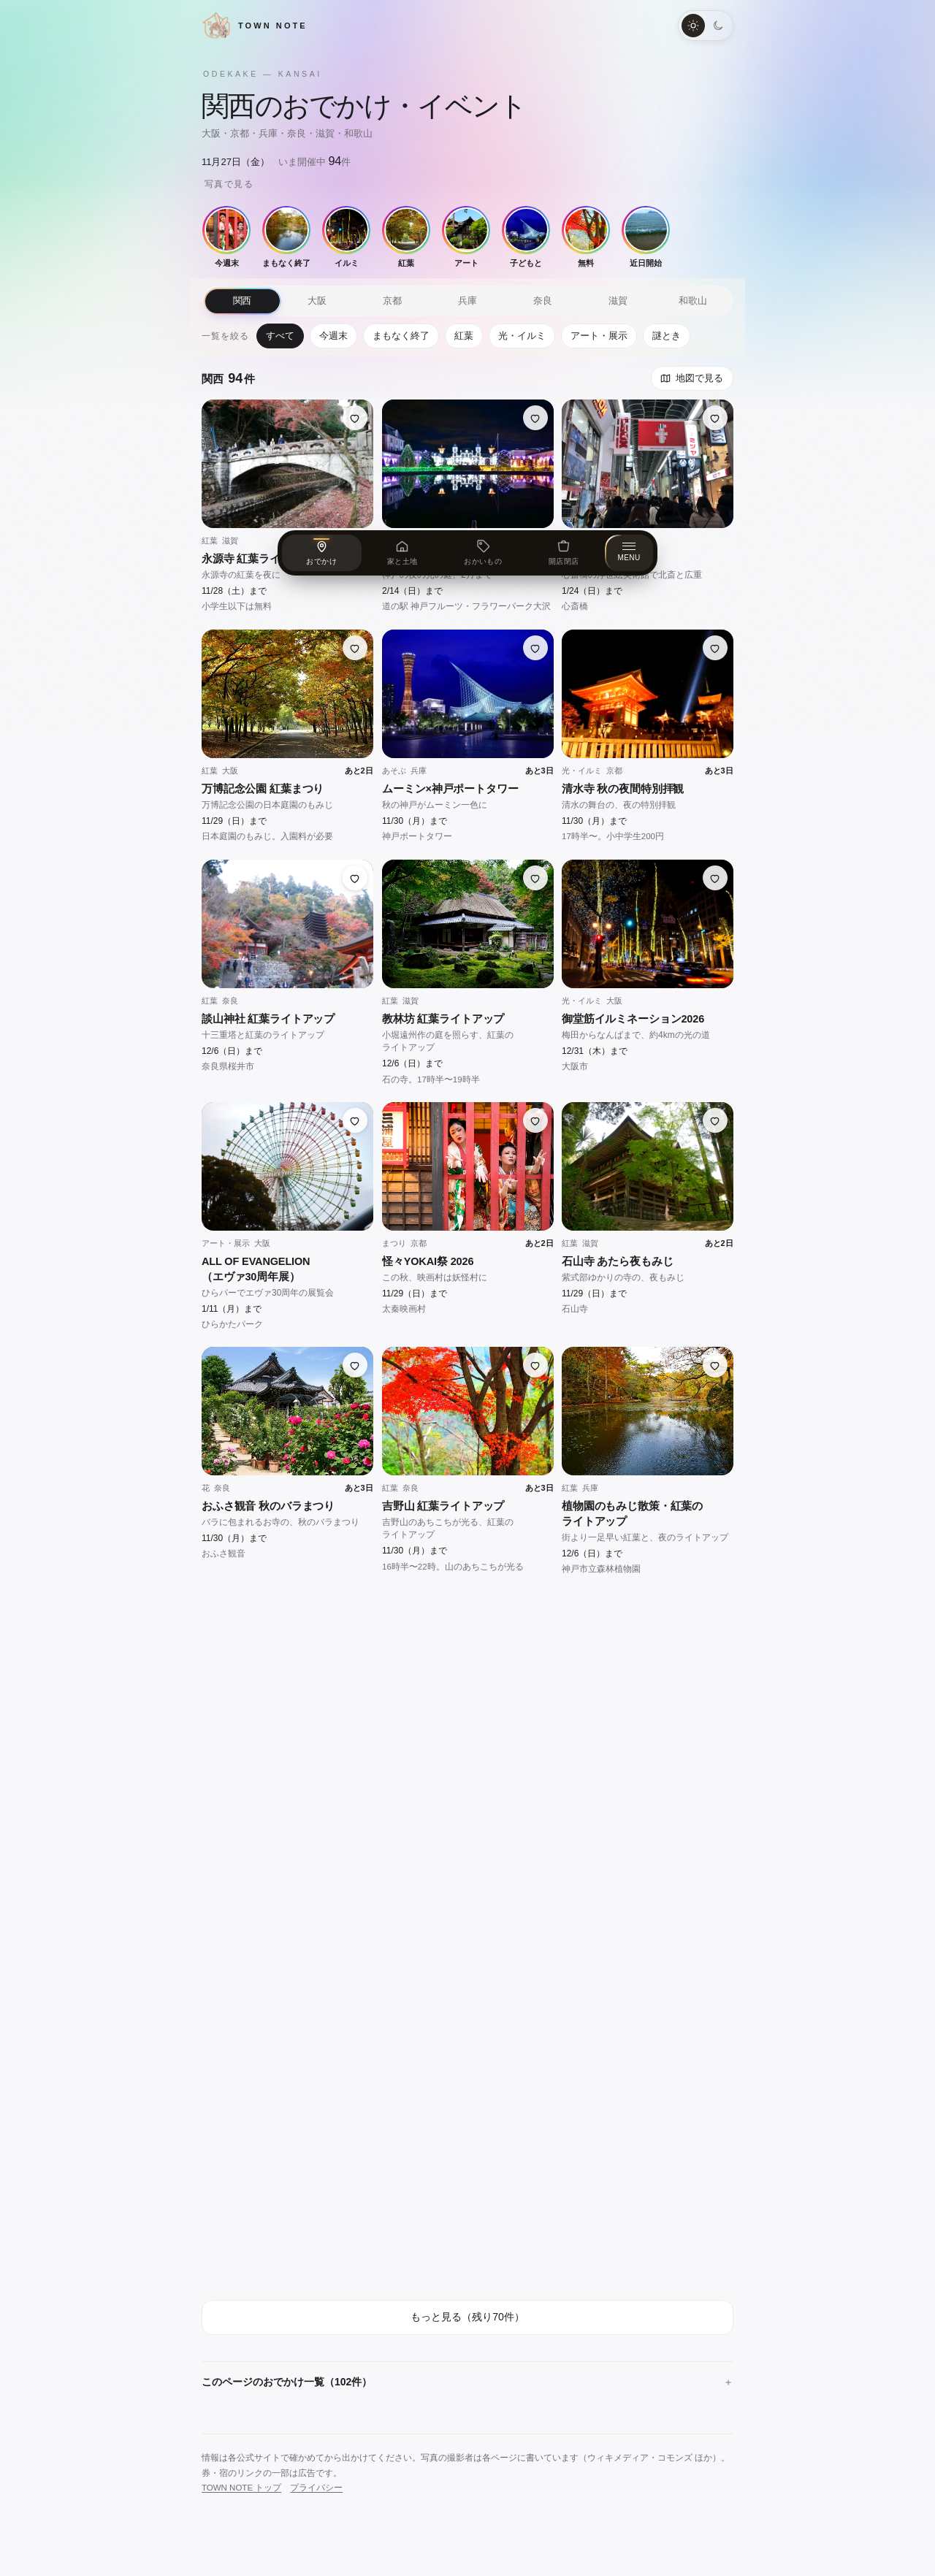 TOWN NOTE
ODEKAKE — KANSAI
関西のおでかけ・イベント
大阪・京都・兵庫・奈良・滋賀・和歌山
11月27日（金） いま開催中 94件
写真で見る
今週末 まもなく終了 イルミ 紅葉 アート 子どもと 無料 近日開始
関西 大阪 京都 兵庫 奈良 滋賀 和歌山
一覧を絞る すべて 今週末 まもなく終了 紅葉 光・イルミ アート・展示 謎とき
関西 94件 地図で見る
紅葉 滋賀
永源寺 紅葉ライ
永源寺の紅葉を夜に
11/28（土）まで
小学生以下は無料
2/14（日）まで
道の駅 神戸フルーツ・フラワーパーク大沢
で北斎と広重
1/24（日）まで
心斎橋
おでかけ 家と土地 おかいもの 開店閉店 MENU
紅葉 大阪 あと2日
万博記念公園 紅葉まつり
万博記念公園の日本庭園のもみじ
11/29（日）まで
日本庭園のもみじ。入園料が必要
あそぶ 兵庫 あと3日
ムーミン×神戸ポートタワー
秋の神戸がムーミン一色に
11/30（月）まで
神戸ポートタワー
光・イルミ 京都 あと3日
清水寺 秋の夜間特別拝観
清水の舞台の、夜の特別拝観
11/30（月）まで
17時半〜。小中学生200円
紅葉 奈良
談山神社 紅葉ライトアップ
十三重塔と紅葉のライトアップ
12/6（日）まで
奈良県桜井市
紅葉 滋賀
教林坊 紅葉ライトアップ
小堀遠州作の庭を照らす、紅葉の
ライトアップ
12/6（日）まで
石の寺。17時半〜19時半
光・イルミ 大阪
御堂筋イルミネーション2026
梅田からなんばまで、約4kmの光の道
12/31（木）まで
大阪市
アート・展示 大阪
ALL OF EVANGELION
（エヴァ30周年展）
ひらパーでエヴァ30周年の展覧会
1/11（月）まで
ひらかたパーク
まつり 京都 あと2日
怪々YOKAI祭 2026
この秋、映画村は妖怪村に
11/29（日）まで
太秦映画村
紅葉 滋賀 あと2日
石山寺 あたら夜もみじ
紫式部ゆかりの寺の、夜もみじ
11/29（日）まで
石山寺
花 奈良 あと3日
おふさ観音 秋のバラまつり
バラに包まれるお寺の、秋のバラまつり
11/30（月）まで
おふさ観音
紅葉 奈良 あと3日
吉野山 紅葉ライトアップ
吉野山のあちこちが光る、紅葉の
ライトアップ
11/30（月）まで
16時半〜22時。山のあちこちが光る
紅葉 兵庫
植物園のもみじ散策・紅葉の
ライトアップ
街より一足早い紅葉と、夜のライトアップ
12/6（日）まで
神戸市立森林植物園
もっと見る（残り70件）
このページのおでかけ一覧（102件） +
情報は各公式サイトで確かめてから出かけてください。写真の撮影者は各ページに書いています（ウィキメディア・コモンズ ほか）。
券・宿のリンクの一部は広告です。
TOWN NOTE トップ プライバシー